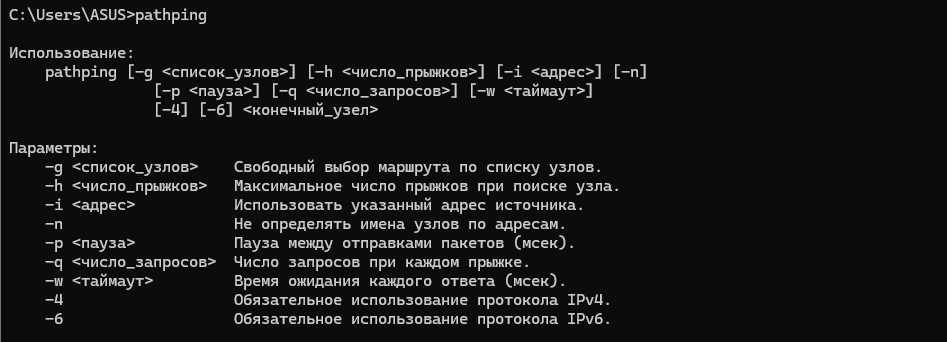 C:\Users\ASUS>pathping
Использование:
pathping [-g <список_узлов>] [-h <число_прыжков>] [-i <адрес>] [-n]
[-p <пауза>] [-q <число_запросов>] [-w <таймаут>]
[-4] [-6] <конечный_узел>
Параметры:
-g <список_узлов> Свободный выбор маршрута по списку узлов.
-h <число_прыжков> Максимальное число прыжков при поиске узла.
-i <адрес> Использовать указанный адрес источника.
-n Не определять имена узлов по адресам.
-p <пауза> Пауза между отправками пакетов (мсек).
-q <число_запросов> Число запросов при каждом прыжке.
-w <таймаут> Время ожидания каждого ответа (мсек).
-4 Обязательное использование протокола IPv4.
-6 Обязательное использование протокола IPv6.